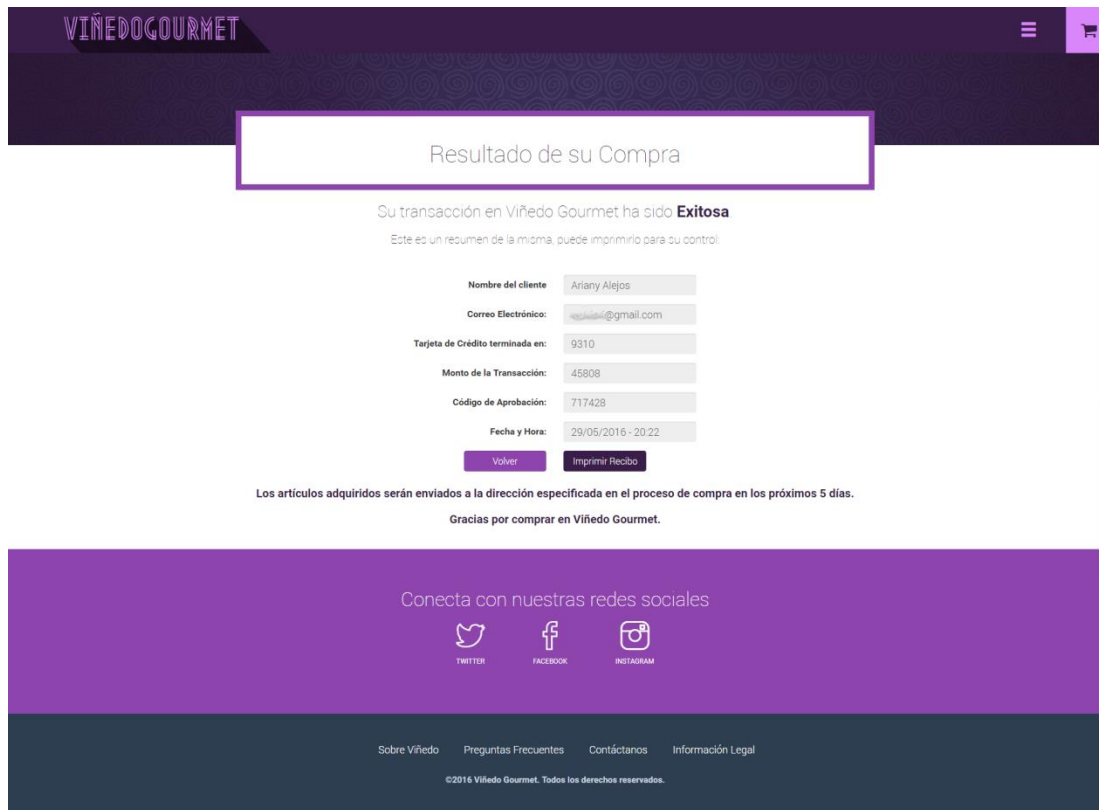 VIÑEDOGOURMET
Resultado de su Compra
Su transacción en Viñedo Gourmet ha sido Exitosa.
Este es un resumen de la misma, puede imprimirlo para su control:
Nombre del cliente Ariany Alejos
Correo Electrónico: @gmail.com
Tarjeta de Crédito terminada en: 9310
Monto de la Transacción: 45808
Código de Aprobación: 717428
Fecha y Hora: 29/05/2016 - 20:22
Volver Imprimir Recibo
Los artículos adquiridos serán enviados a la dirección especificada en el proceso de compra en los próximos 5 días.
Gracias por comprar en Viñedo Gourmet.
Conecta con nuestras redes sociales
TWITTER FACEBOOK INSTAGRAM
Sobre Viñedo Preguntas Frecuentes Contáctanos Información Legal
©2016 Viñedo Gourmet. Todos los derechos reservados.